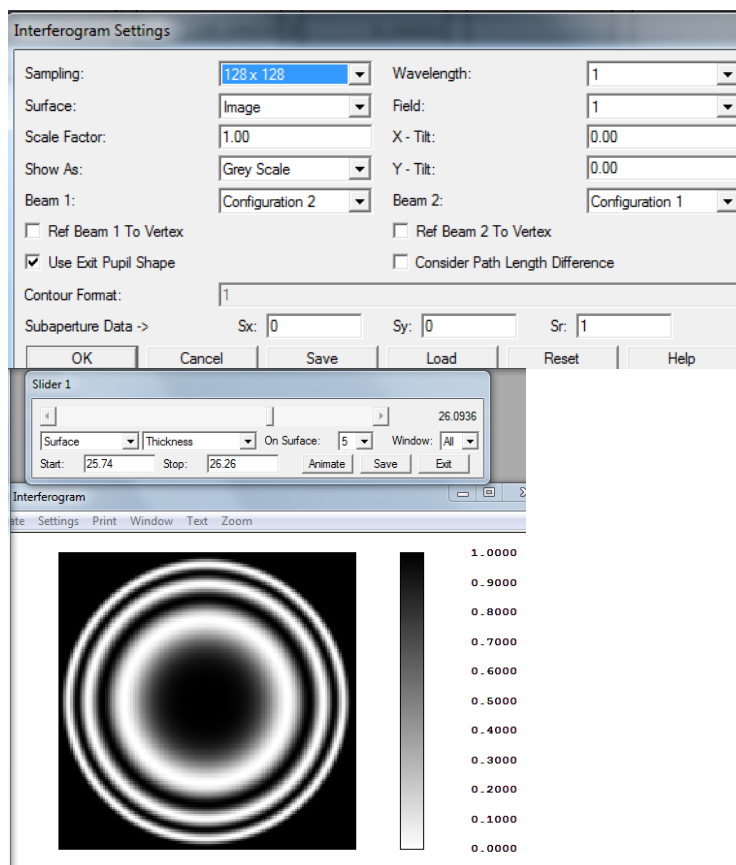 Interferogram Settings
Sampling: 128 x 128 Wavelength: 1
Surface: Image Field: 1
Scale Factor: 1.00 X - Tilt: 0.00
Show As: Grey Scale Y - Tilt: 0.00
Beam 1: Configuration 2 Beam 2: Configuration 1
Ref Beam 1 To Vertex Ref Beam 2 To Vertex
Use Exit Pupil Shape Consider Path Length Difference
Contour Format: 1
Subaperture Data -> Sx: 0 Sy: 0 Sr: 1
OK Cancel Save Load Reset Help
Slider 1
26.0936
Surface Thickness On Surface: 5 Window: All
Start: 25.74 Stop: 26.26 Animate Save Exit
Interferogram
ate Settings Print Window Text Zoom
1.0000
0.9000
0.8000
0.7000
0.6000
0.5000
0.4000
0.3000
0.2000
0.1000
0.0000